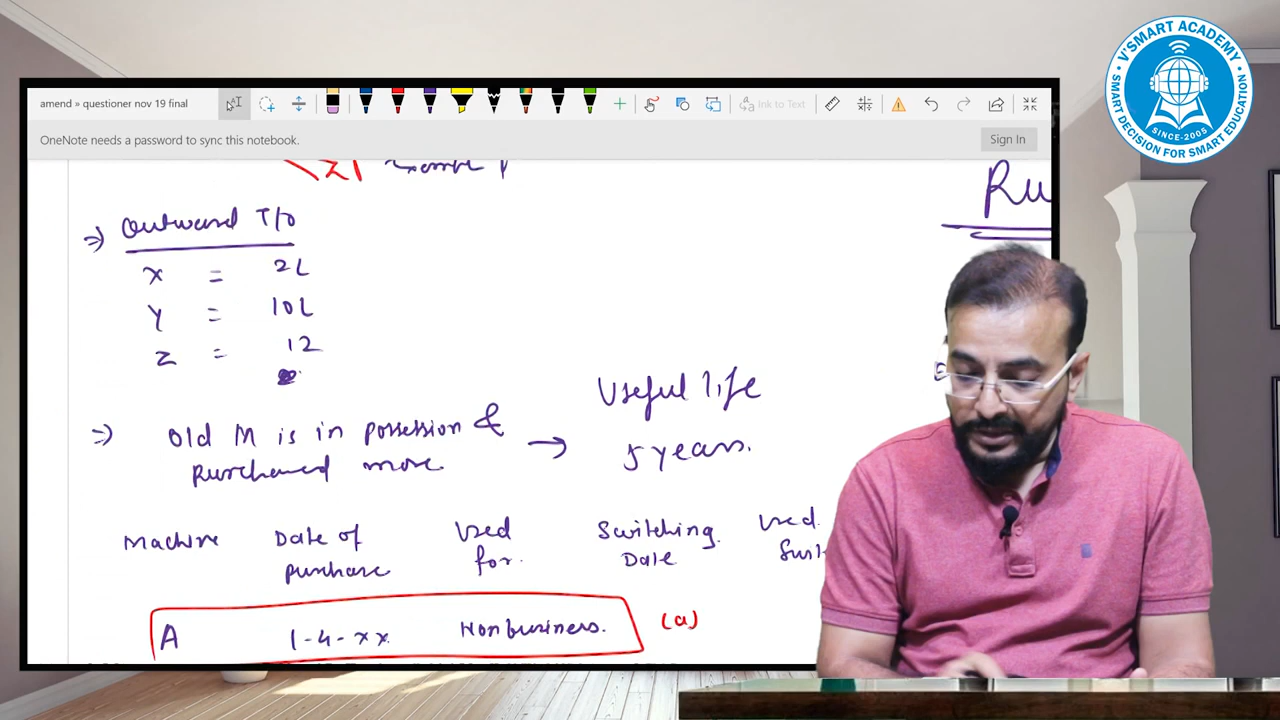 V'SMART ACADEMY
SMART DECISION FOR SMART EDUCATION
SINCE-2005
amend » questioner nov 19 final
Ink to Text
OneNote needs a password to sync this notebook.
Sign In
Ru
⇒ Outward T/O
X = 2L
Y = 10L
Z = 12
⇒ Old M is in possession &
purchased more → Useful life
5 years.
Machine Date of purchase Used for. Switching Date Used
A 1-4-xx. Non business. (a)